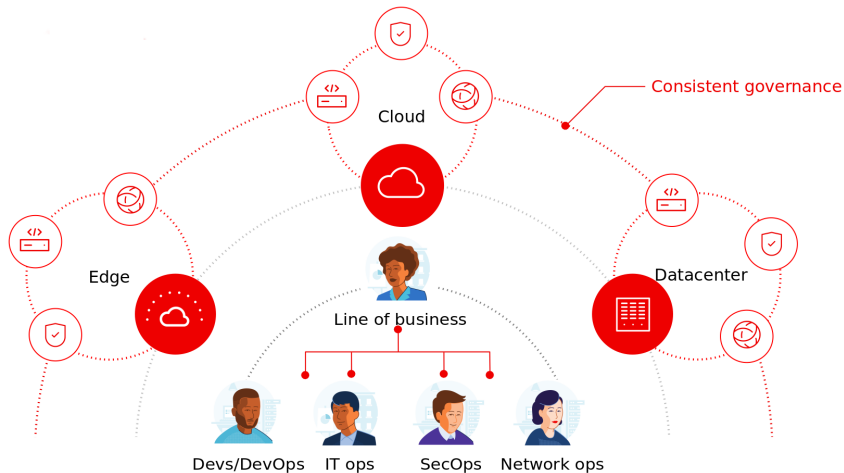 Cloud
Consistent governance
Edge
Datacenter
Line of business
Devs/DevOps
IT ops
SecOps
Network ops